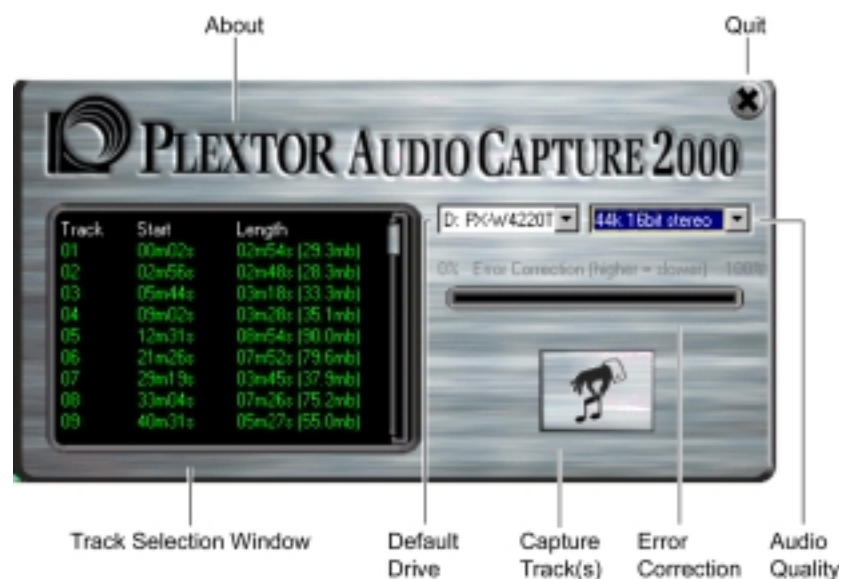 About
Quit
PLEXTOR AUDIO CAPTURE 2000
D: PX-W4220T
44k 16bit stereo
Track Start Length
01 00m02s 02m54s (29.3mb)
02 02m56s 02m48s (28.3mb)
03 05m44s 03m18s (33.3mb)
04 09m02s 03m28s (35.1mb)
05 12m31s 08m54s (90.0mb)
06 21m26s 07m52s (79.6mb)
07 29m19s 03m45s (37.9mb)
08 33m04s 07m26s (75.2mb)
09 40m31s 05m27s (55.0mb)
0% Error Correction (higher = slower) 100%
Track Selection Window
Default
Drive
Capture
Track(s)
Error
Correction
Audio
Quality